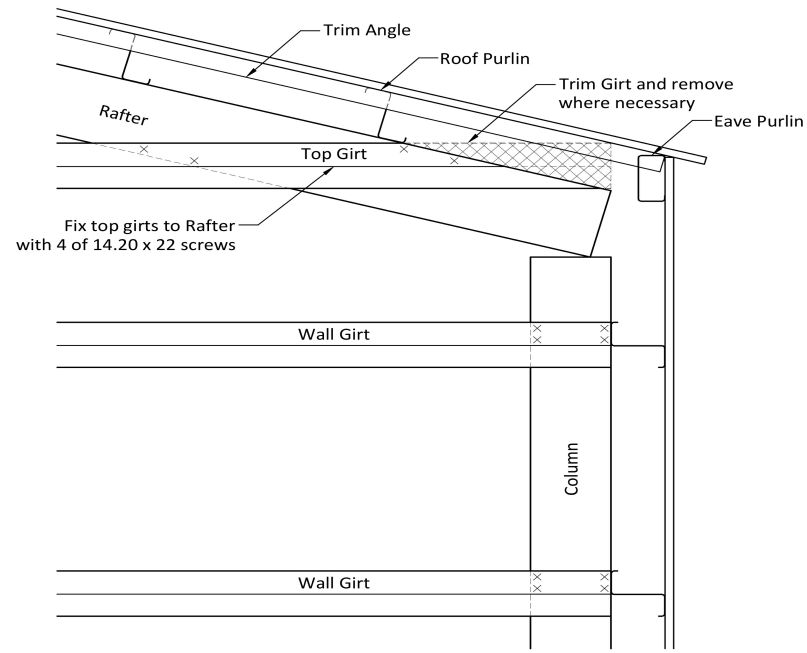 Trim Angle
Roof Purlin
Trim Girt and remove
where necessary
Eave Purlin
Rafter
Top Girt
Fix top girts to Rafter
with 4 of 14.20 x 22 screws
Wall Girt
Column
Wall Girt